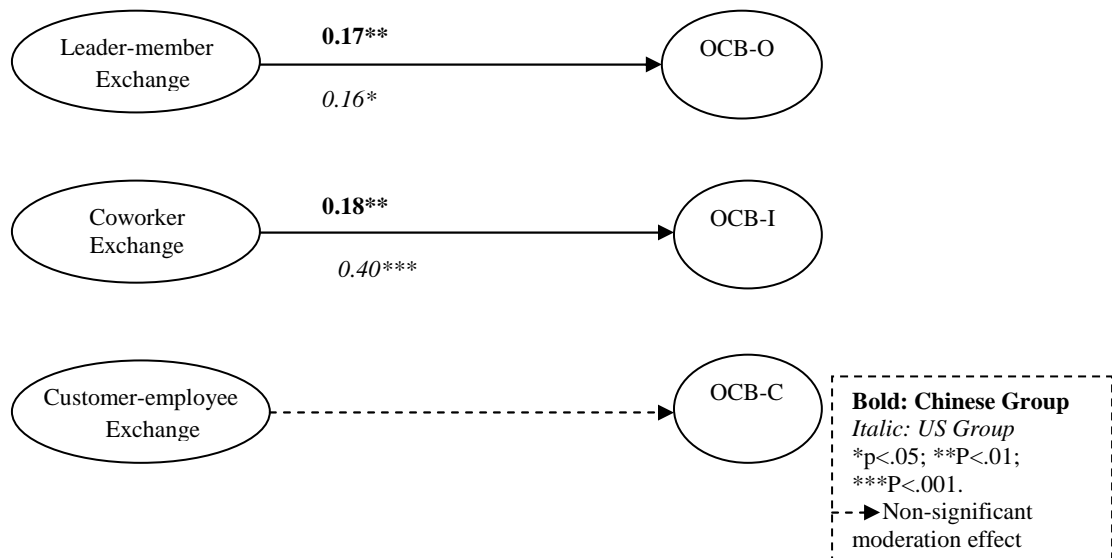 Leader-member
Exchange
0.17**
0.16*
OCB-O
Coworker
Exchange
0.18**
0.40***
OCB-I
Customer-employee
Exchange
OCB-C
Bold: Chinese Group
Italic: US Group
*p<.05; **P<.01;
***P<.001.
Non-significant
moderation effect